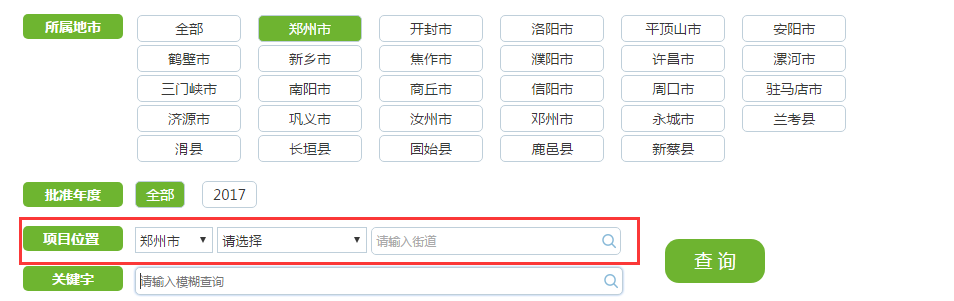 所属地市 全部 郑州市 开封市 洛阳市 平顶山市 安阳市
鹤壁市 新乡市 焦作市 濮阳市 许昌市 漯河市
三门峡市 南阳市 商丘市 信阳市 周口市 驻马店市
济源市 巩义市 汝州市 邓州市 永城市 兰考县
滑县 长垣县 固始县 鹿邑县 新蔡县
批准年度 全部 2017
项目位置 郑州市 请选择 请输入街道
查询
关键字 请输入模糊查询